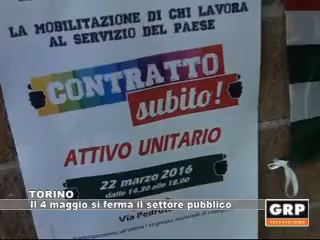 LA MOBILITAZIONE DI CHI LAVORA
AL SERVIZIO DEL PAESE
CONTRATTO
subito!
ATTIVO UNITARIO
22 marzo 2016
dalle 14.30 alle 18.00
Via
TORINO
Il 4 maggio si ferma il settore pubblico
GRP
TELEVISIONE